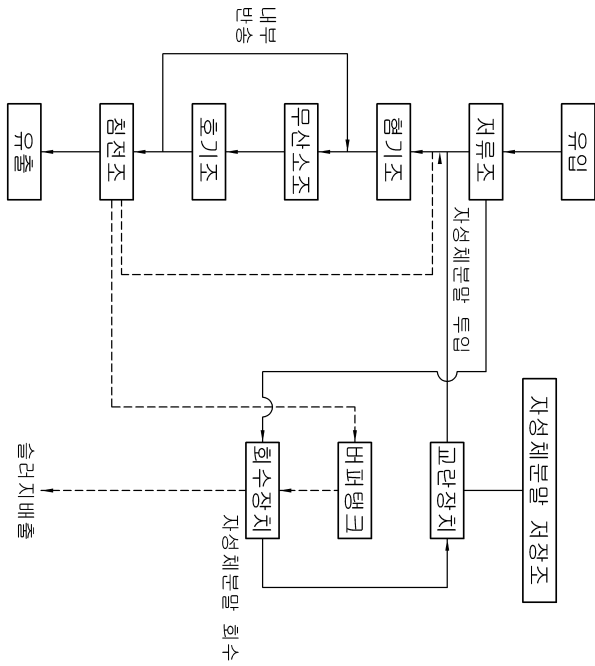 유입
저류조
혐기조
무산소조
호기조
침전조
유출
내부
반송
자성체분말 투입
자성체분말 저장조
교란장치
버퍼탱크
회수장치
자성체분말 회수
슬러지배출